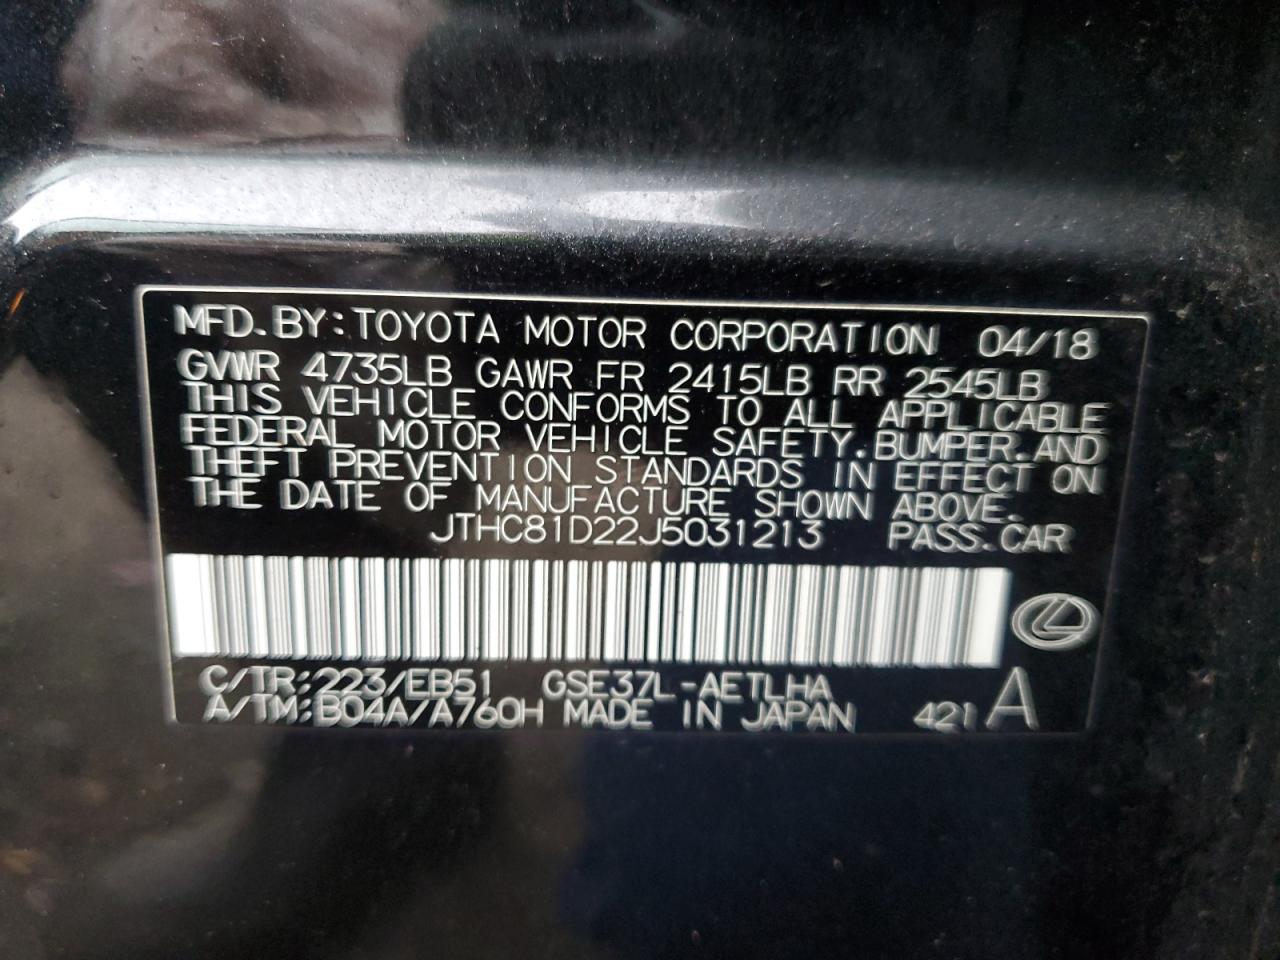 MFD.BY:TOYOTA MOTOR CORPORATION 04/18
GVWR 4735LB GAWR FR 2415LB RR 2545LB
THIS VEHICLE CONFORMS TO ALL APPLICABLE
FEDERAL MOTOR VEHICLE SAFETY.BUMPER.AND
THEFT PREVENTION STANDARDS IN EFFECT ON
THE DATE OF MANUFACTURE SHOWN ABOVE.
JTHC81D22J5031213 PASS.CAR
C/TR:223/EB51 GSE37L-AETLHA
A/TM:B04A/A760H MADE IN JAPAN 421 A